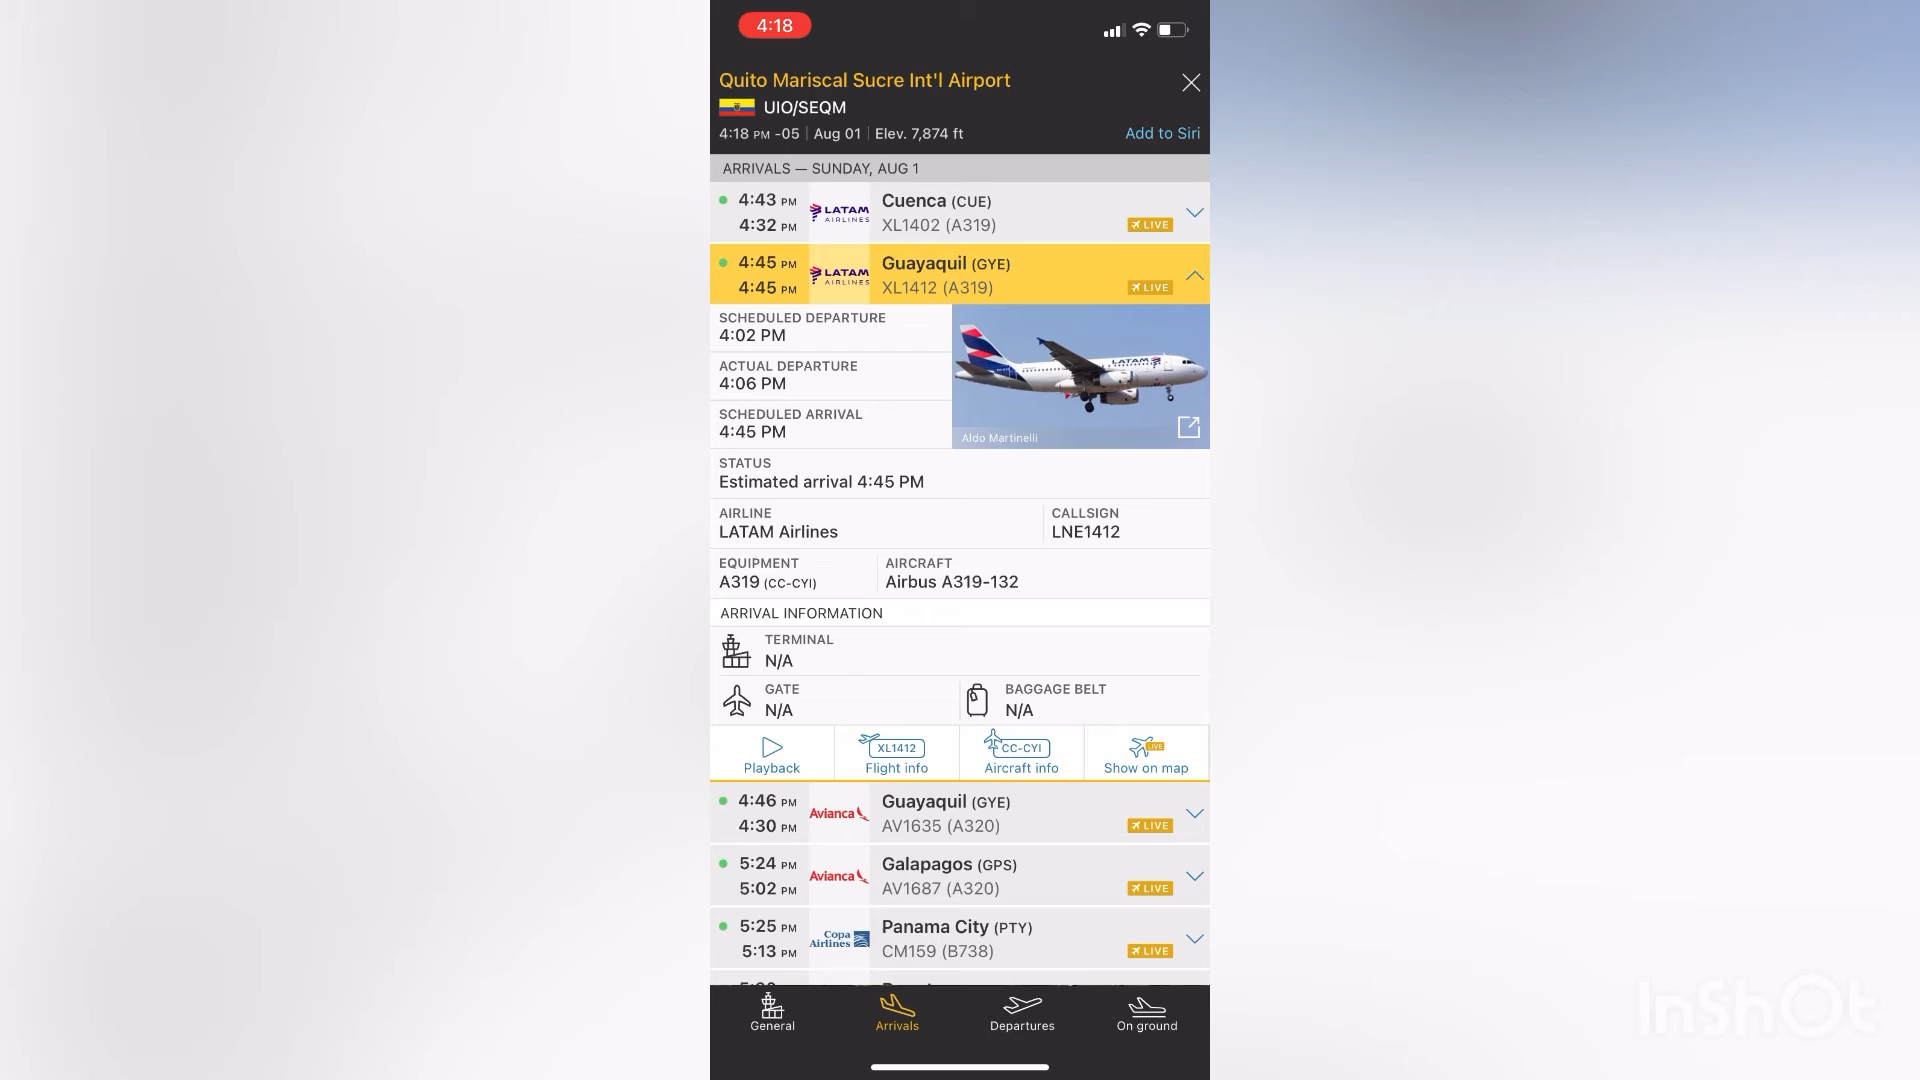 4:18
Quito Mariscal Sucre Int'l Airport
UIO/SEQM
4:18 PM -05 | Aug 01 | Elev. 7,874 ft
Add to Siri
ARRIVALS — SUNDAY, AUG 1
4:43 PM
LATAM AIRLINES
Cuenca (CUE)
4:32 PM
XL1402 (A319)
LIVE
4:45 PM
LATAM AIRLINES
Guayaquil (GYE)
4:45 PM
XL1412 (A319)
LIVE
SCHEDULED DEPARTURE
4:02 PM
ACTUAL DEPARTURE
4:06 PM
SCHEDULED ARRIVAL
4:45 PM
LATAM
Aldo Martinelli
STATUS
Estimated arrival 4:45 PM
AIRLINE
LATAM Airlines
CALLSIGN
LNE1412
EQUIPMENT
A319 (CC-CYI)
AIRCRAFT
Airbus A319-132
ARRIVAL INFORMATION
TERMINAL
N/A
GATE
N/A
BAGGAGE BELT
N/A
Playback
XL1412
Flight info
CC-CYI
Aircraft info
LIVE
Show on map
4:46 PM
Avianca
Guayaquil (GYE)
4:30 PM
AV1635 (A320)
LIVE
5:24 PM
Avianca
Galapagos (GPS)
5:02 PM
AV1687 (A320)
LIVE
5:25 PM
Copa Airlines
Panama City (PTY)
5:13 PM
CM159 (B738)
LIVE
General
Arrivals
Departures
On ground
InShOt